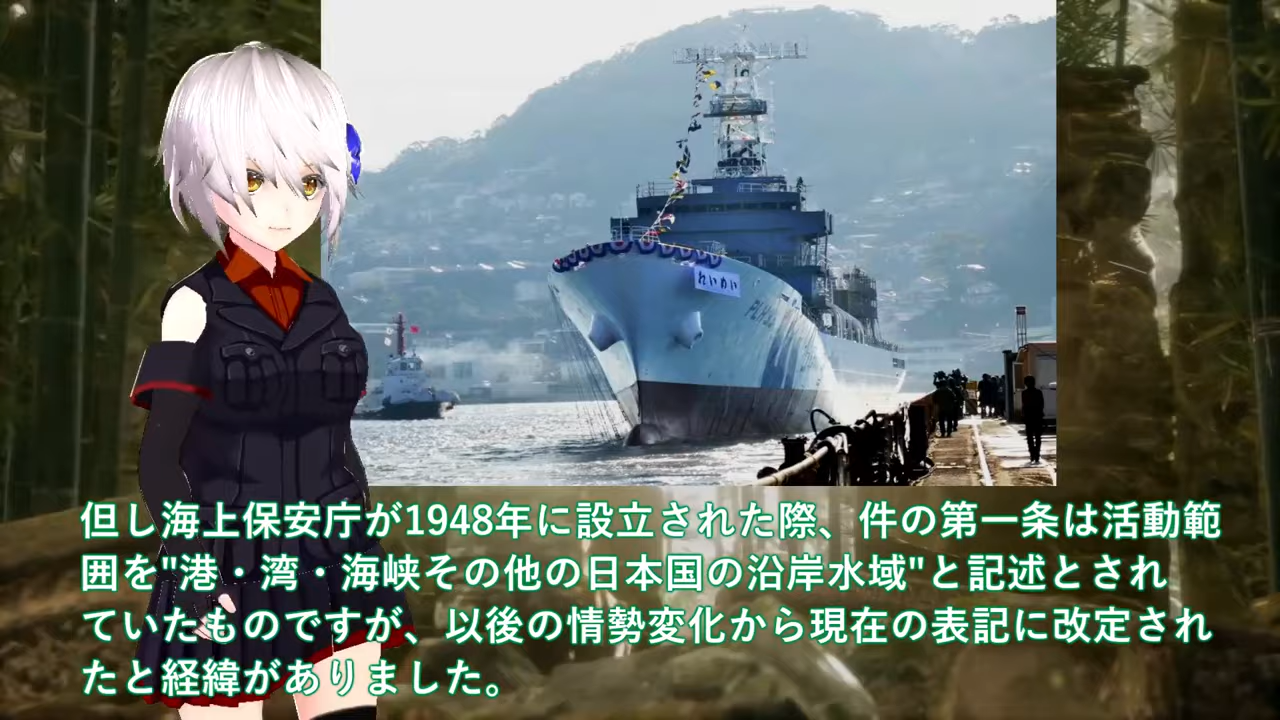 れいめい
但し海上保安庁が1948年に設立された際、件の第一条は活動範
囲を"港・湾・海峡その他の日本国の沿岸水域"と記述とされ
ていたものですが、以後の情勢変化から現在の表記に改定され
たと経緯がありました。